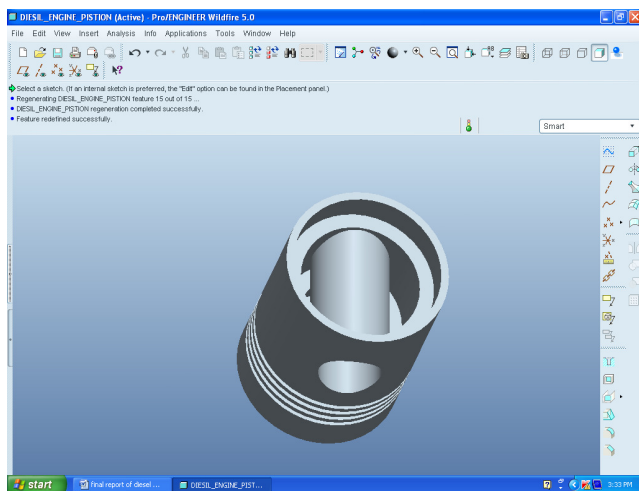 DIESIL_ENGINE_PISTION (Active) - Pro/ENGINEER Wildfire 5.0
File Edit View Insert Analysis Info Applications Tools Window Help
Select a sketch. (If an internal sketch is preferred, the "Edit" option can be found in the Placement panel.)
Regenerating DIESIL_ENGINE_PISTION feature 15 out of 15 ...
DIESIL_ENGINE_PISTION regeneration completed successfully.
Feature redefined successfully.
Smart
start
final report of diesel ...
DIESIL_ENGINE_PIST...
3:33 PM